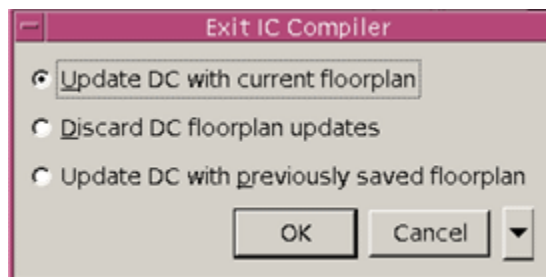 Exit IC Compiler
Update DC with current floorplan
Discard DC floorplan updates
Update DC with previously saved floorplan
OK
Cancel